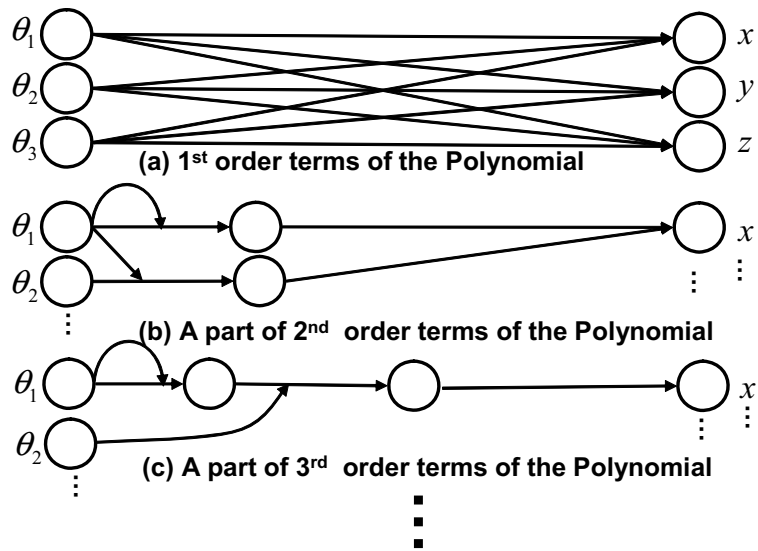 θ₁ x
θ₂ y
θ₃ z
(a) 1st order terms of the Polynomial
θ₁ x
θ₂
(b) A part of 2nd order terms of the Polynomial
θ₁ x
θ₂
(c) A part of 3rd order terms of the Polynomial